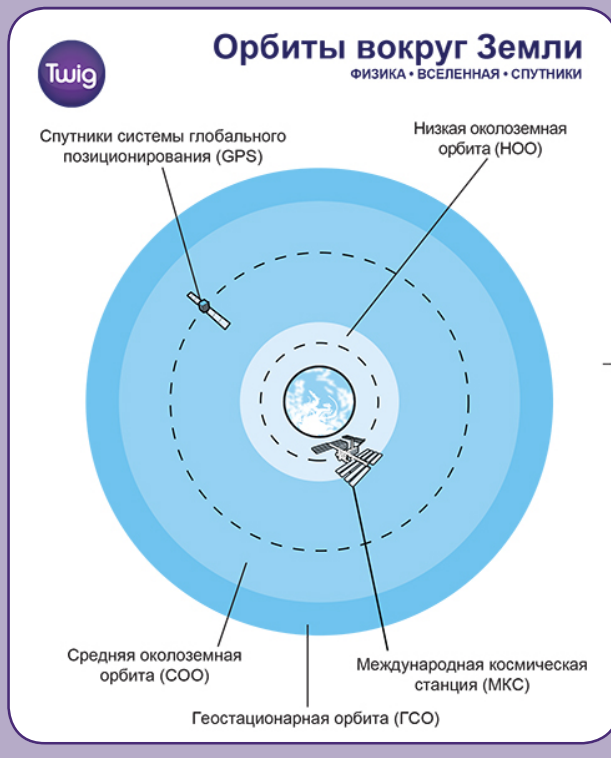 Twig
Орбиты вокруг Земли
ФИЗИКА • ВСЕЛЕННАЯ • СПУТНИКИ
Спутники системы глобального
позиционирования (GPS)
Низкая околоземная
орбита (НОО)
Средняя околоземная
орбита (СОО)
Международная космическая
станция (МКС)
Геостационарная орбита (ГСО)